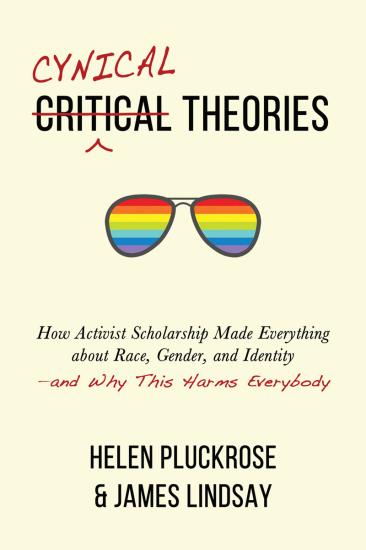 CYNICAL
CRITICAL THEORIES
How Activist Scholarship Made Everything
about Race, Gender, and Identity
—and Why This Harms Everybody
HELEN PLUCKROSE
& JAMES LINDSAY